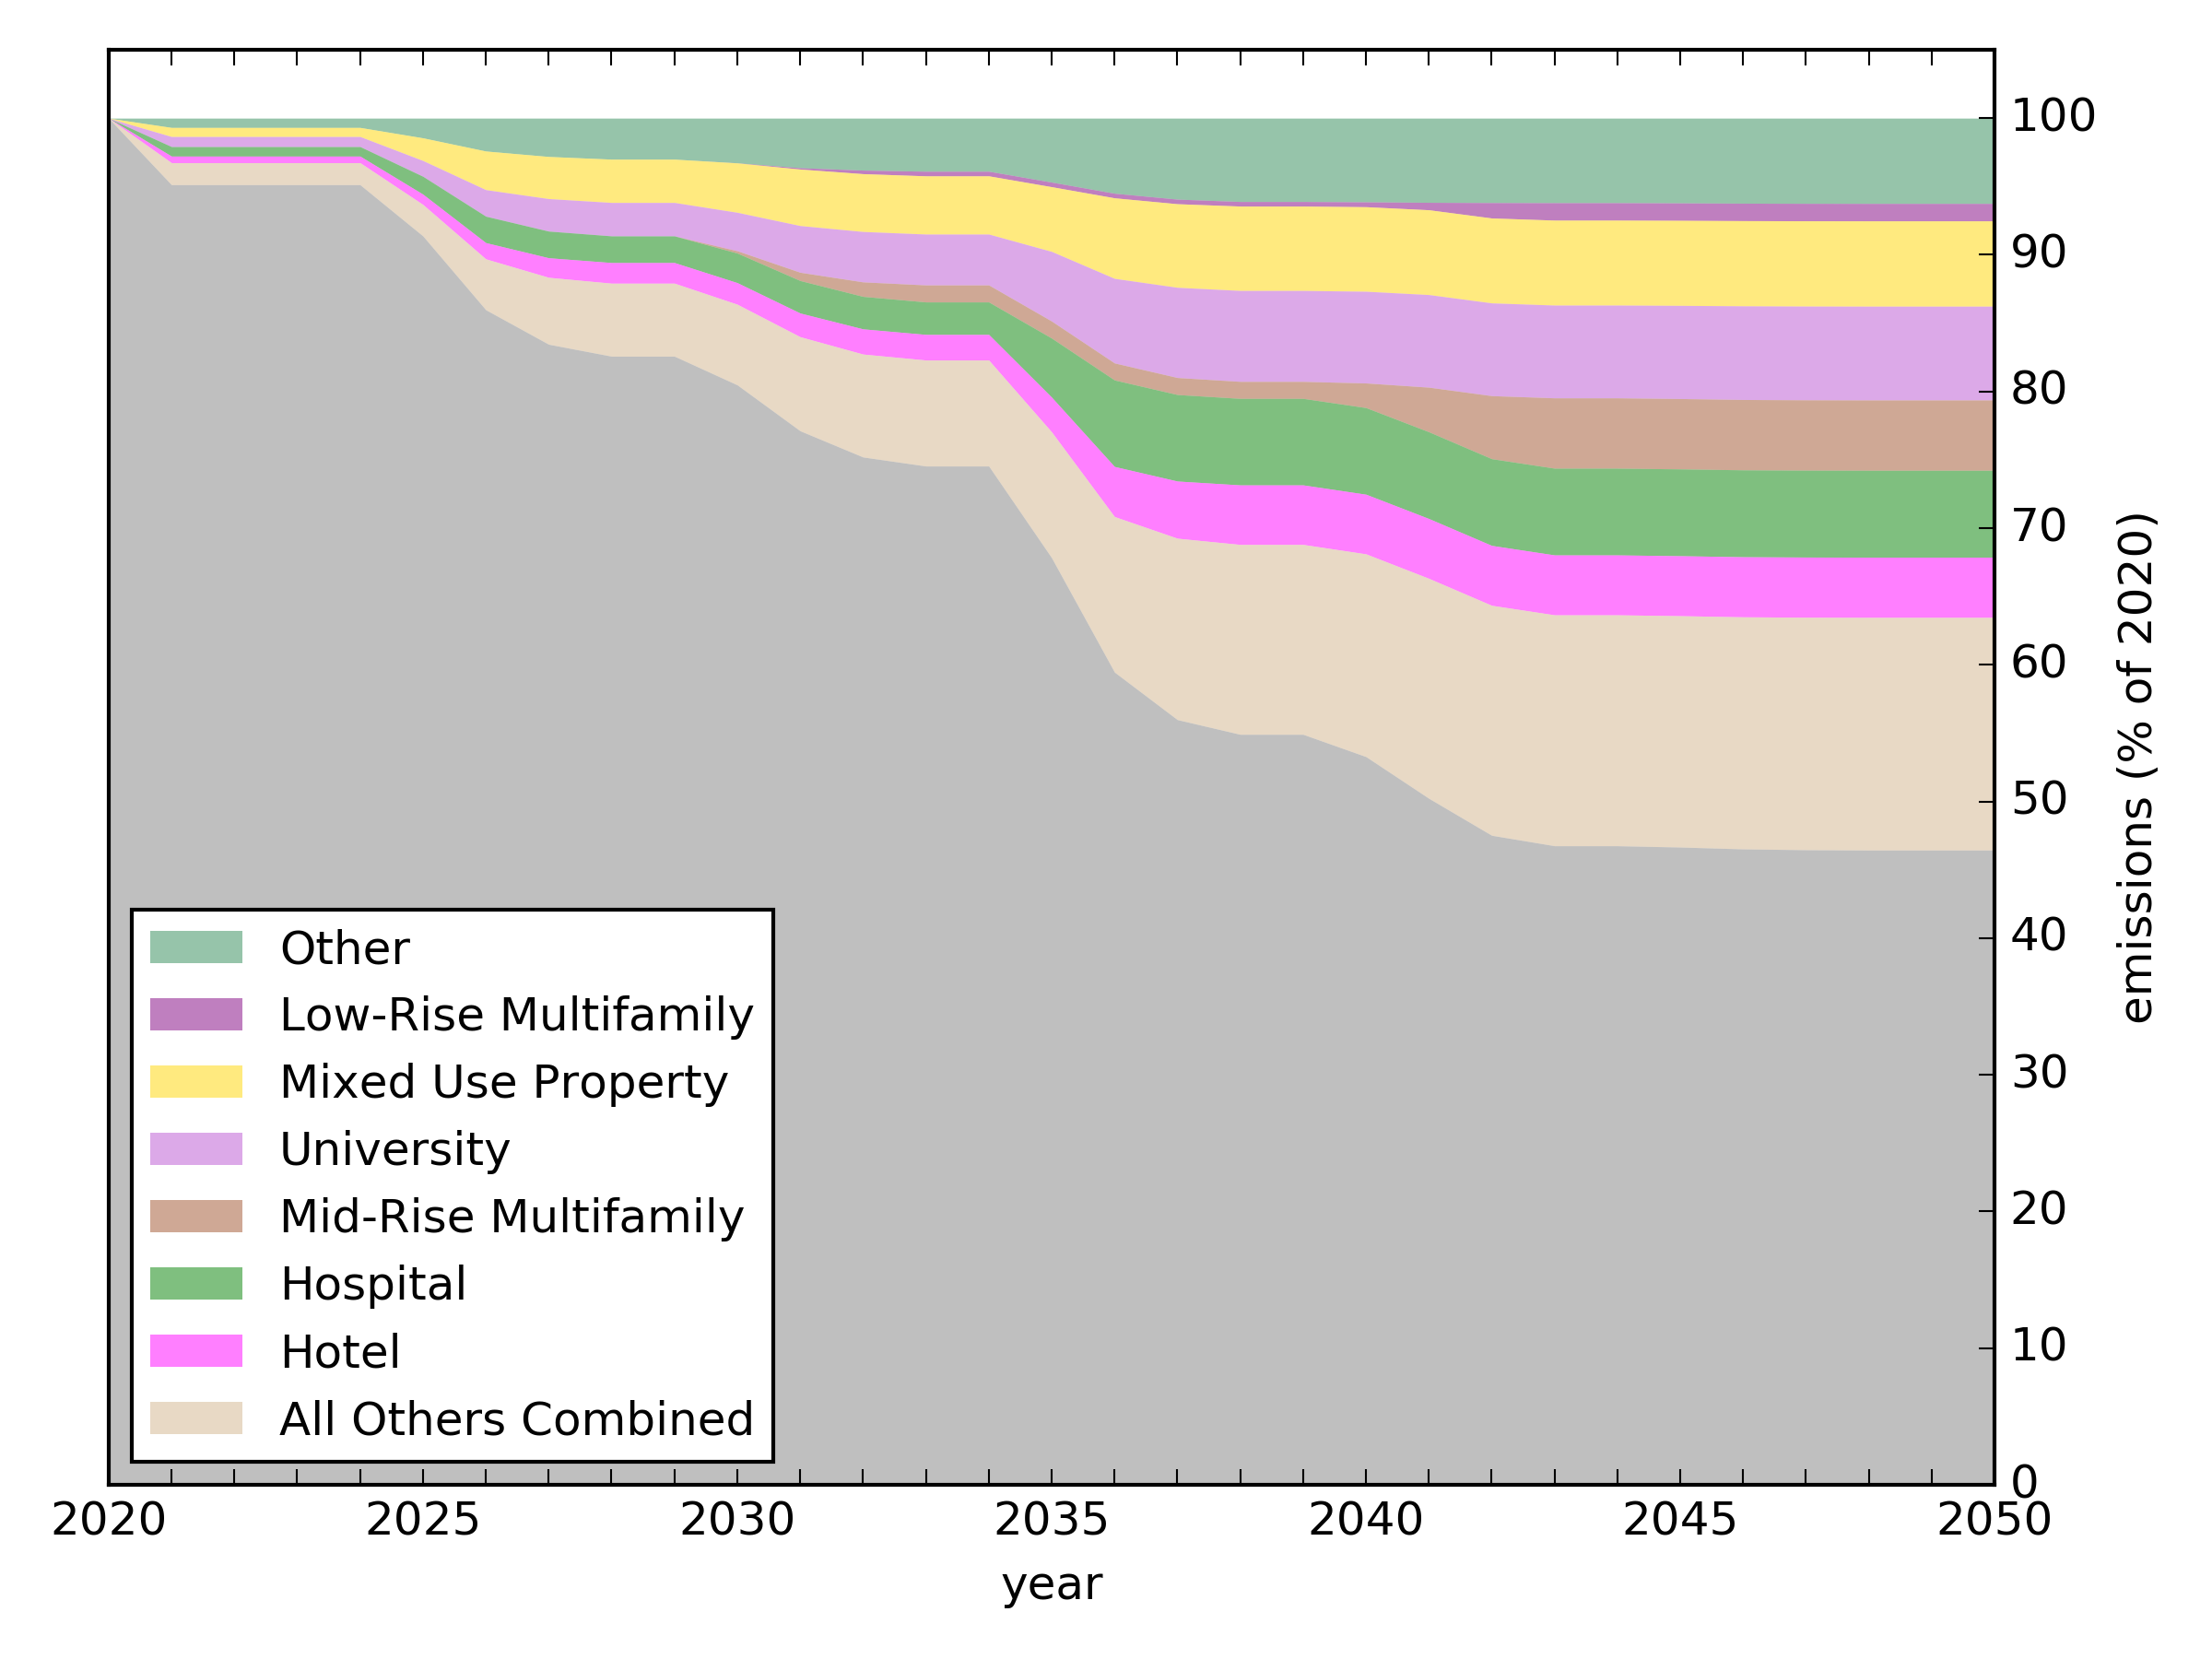 100
90
80
70
60
50
40
30
20
10
0
emissions (% of 2020)
Other
Low-Rise Multifamily
Mixed Use Property
University
Mid-Rise Multifamily
Hospital
Hotel
All Others Combined
2020 2025 2030 2035 2040 2045 2050
year